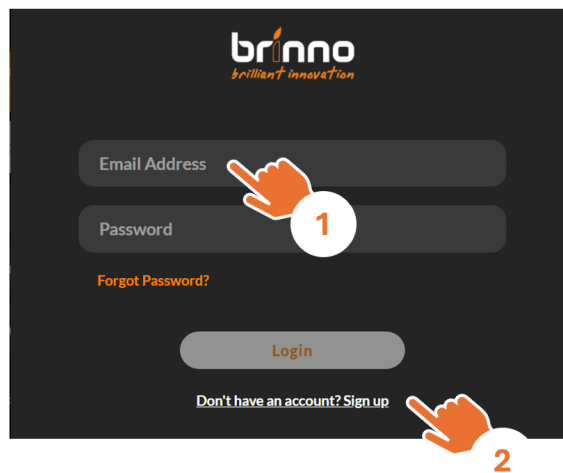 brinno
brilliant innovation
Email Address
Password
1
Forgot Password?
Login
Don't have an account? Sign up
2